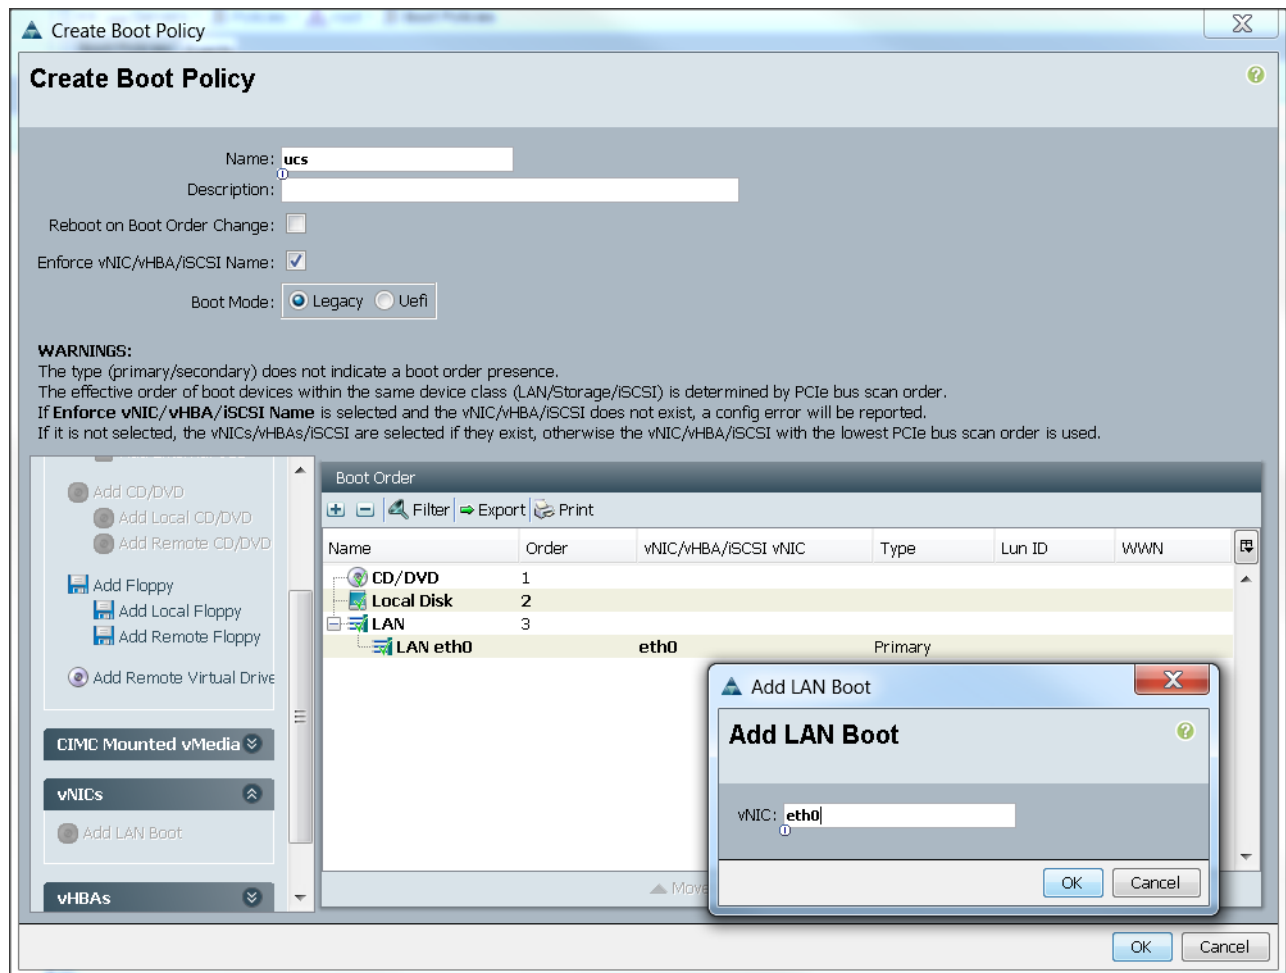 Create Boot Policy
Create Boot Policy
Name: ucs
Description:
Reboot on Boot Order Change:
Enforce vNIC/vHBA/iSCSI Name:
Boot Mode: Legacy Uefi
WARNINGS:
The type (primary/secondary) does not indicate a boot order presence.
The effective order of boot devices within the same device class (LAN/Storage/iSCSI) is determined by PCIe bus scan order.
If Enforce vNIC/vHBA/iSCSI Name is selected and the vNIC/vHBA/iSCSI does not exist, a config error will be reported.
If it is not selected, the vNICs/vHBAs/iSCSI are selected if they exist, otherwise the vNIC/vHBA/iSCSI with the lowest PCIe bus scan order is used.
Add CD/DVD
Add Local CD/DVD
Add Remote CD/DVD
Add Floppy
Add Local Floppy
Add Remote Floppy
Add Remote Virtual Drive
CIMC Mounted vMedia
vNICs
Add LAN Boot
vHBAs
Boot Order
Filter Export Print
Name Order vNIC/vHBA/iSCSI vNIC Type Lun ID WWN
CD/DVD 1
Local Disk 2
LAN 3
LAN eth0 eth0 Primary
Move
Add LAN Boot
Add LAN Boot
vNIC: eth0
OK Cancel
OK Cancel